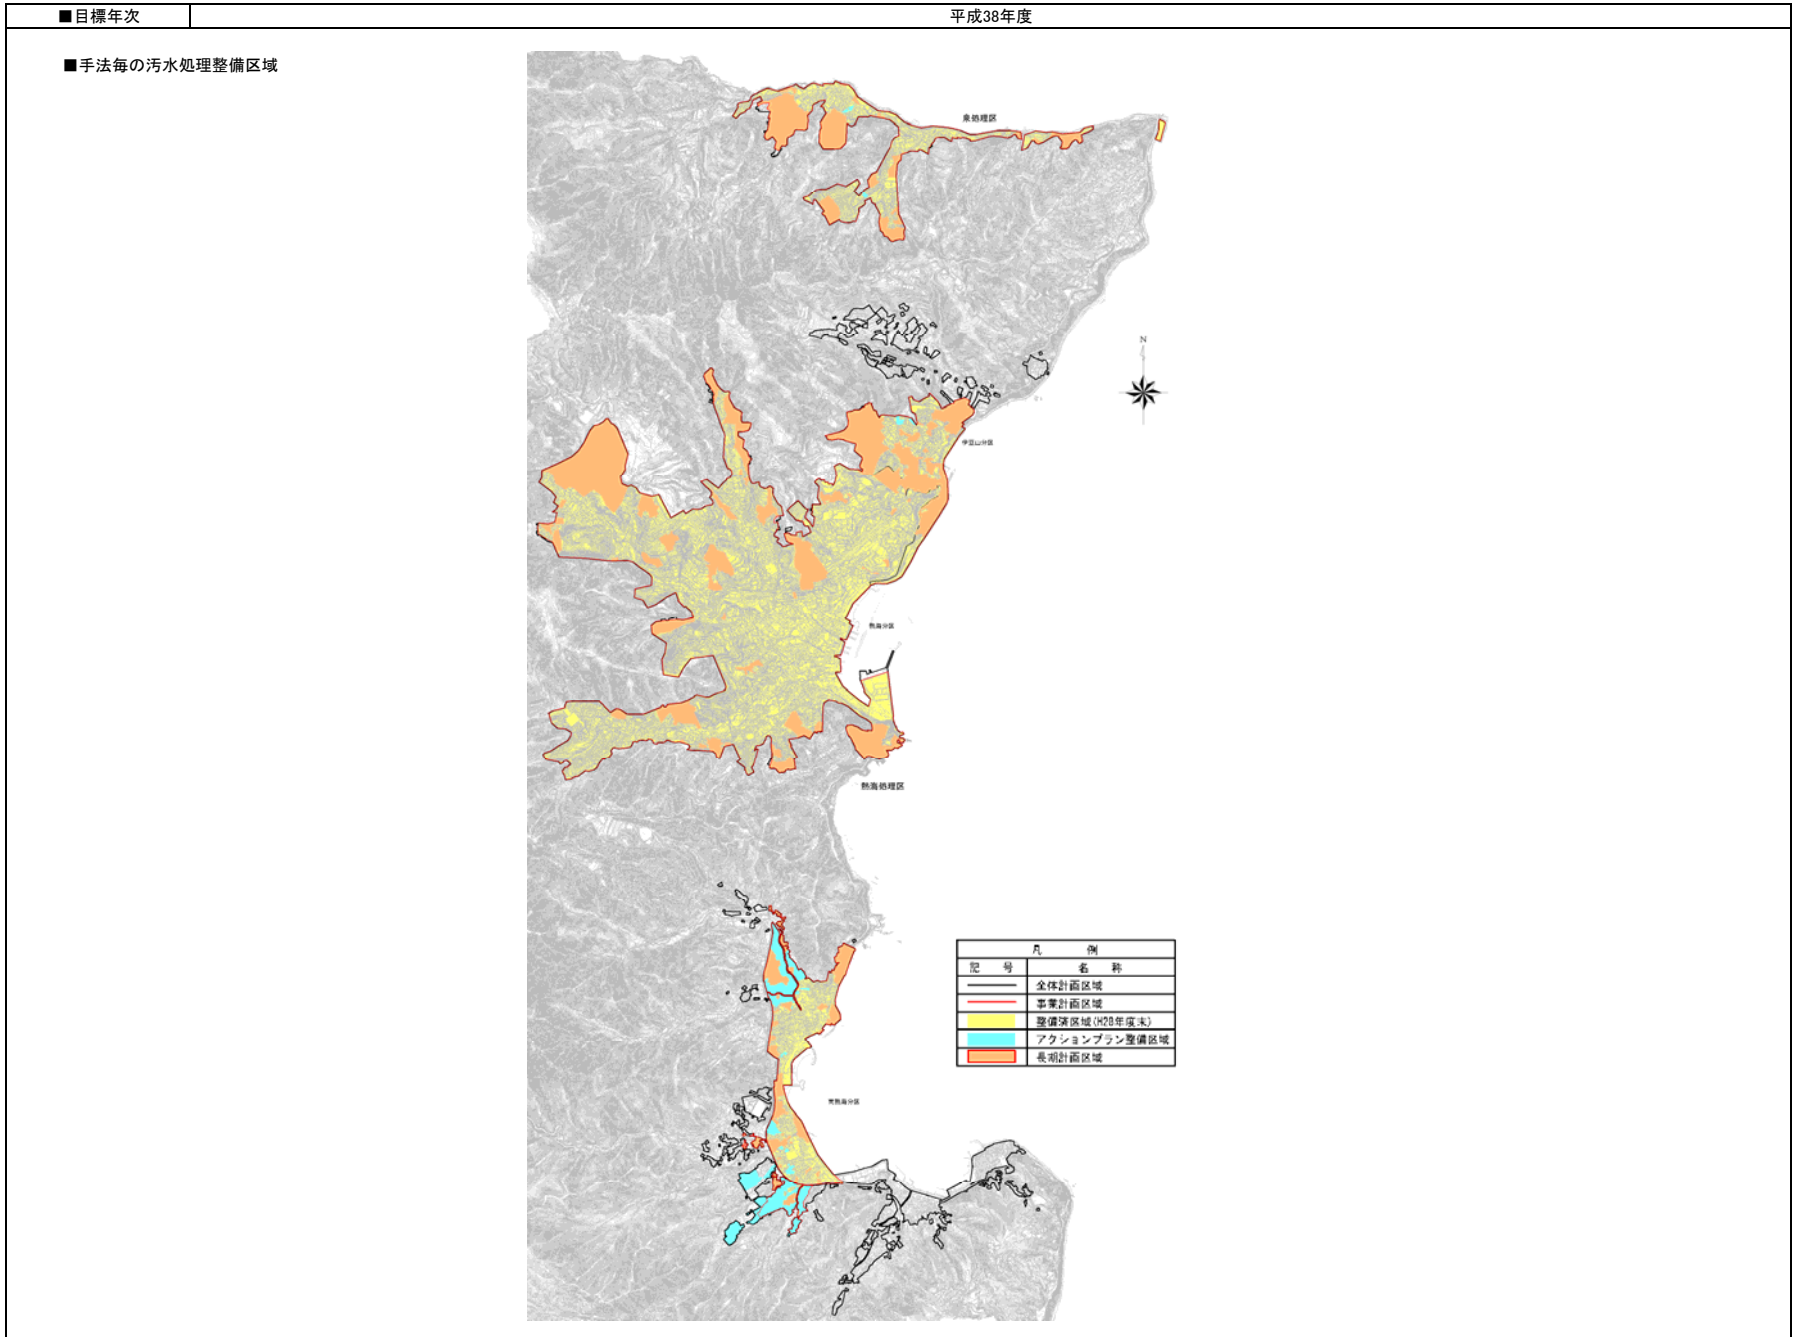 ■目標年次
平成38年度
■手法毎の汚水処理整備区域
泉処理区
N
伊豆山分区
熱海分区
熱海処理区
南熱海分区
凡　例
記　号　名　称
全体計画区域
事業計画区域
整備済区域(H28年度末)
アクションプラン整備区域
長期計画区域